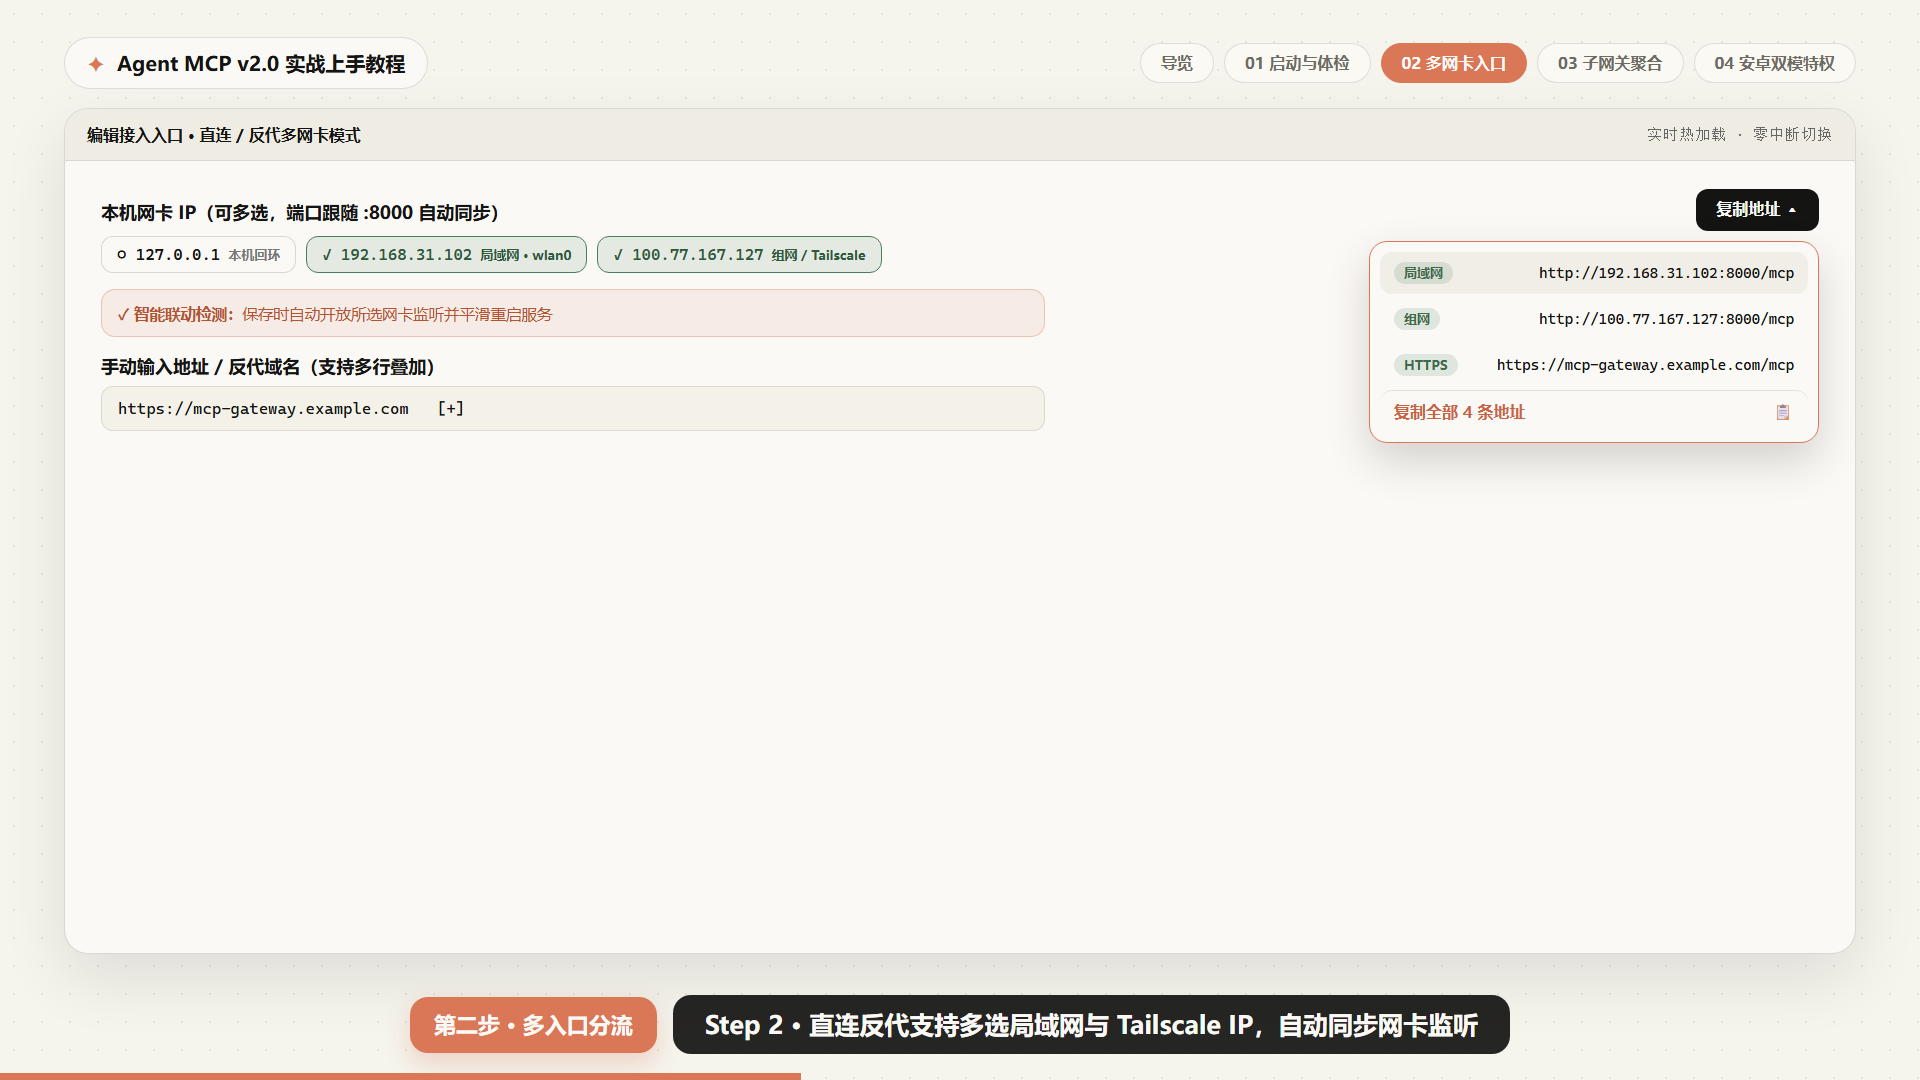 ✦ Agent MCP v2.0 实战上手教程
导览
01 启动与体检
02 多网卡入口
03 子网关聚合
04 安卓双模特权
编辑接入入口 • 直连 / 反代多网卡模式
实时热加载 · 零中断切换
本机网卡 IP（可多选，端口跟随 :8000 自动同步）
127.0.0.1 本机回环
✓ 192.168.31.102 局域网 • wlan0
✓ 100.77.167.127 组网 / Tailscale
✓ 智能联动检测：保存时自动开放所选网卡监听并平滑重启服务
手动输入地址 / 反代域名（支持多行叠加）
https://mcp-gateway.example.com [+]
复制地址 ▴
局域网 http://192.168.31.102:8000/mcp
组网 http://100.77.167.127:8000/mcp
HTTPS https://mcp-gateway.example.com/mcp
复制全部 4 条地址 📋
第二步 • 多入口分流
Step 2 • 直连反代支持多选局域网与 Tailscale IP，自动同步网卡监听